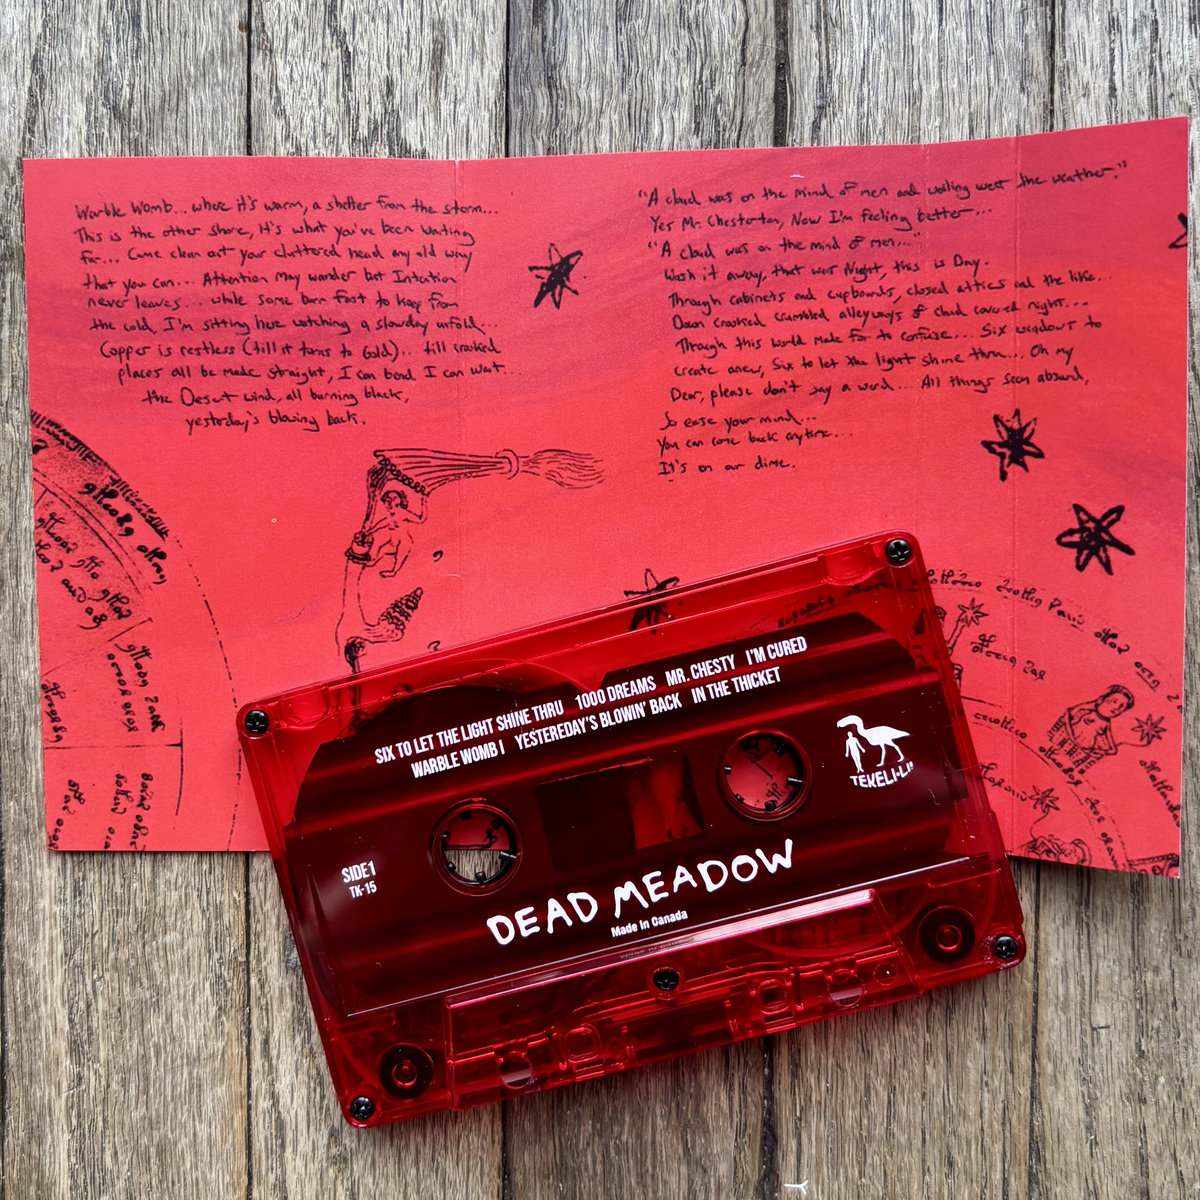 Warble Womb... where it's warm, a shelter from the storm...
This is the other shore, it's what you've been waiting
for... Come clean out your cluttered head any old way
that you can... Attention may wander but Intention
never leaves... while some burn fast to keep from
the cold, I'm sitting here watching a slowday unfold...
Copper is restless (till it turns to Gold)... till crooked
places all be made straight, I can bend, I can wait...
the Desert wind, all burning black,
yesterday's blowing back.
"A cloud was on the mind of men and wailing went the weather."
Yes Mr. Chesterton, Now I'm feeling better...
"A cloud was on the mind of men..."
Wash it away, that was Night, this is Day.
Through cabinets and cupboards, closed attics and the like...
Down crooked crumbled alleyways of cloud covered night...
Through this world made for to confuse... Six windows to
create anew, Six to let the light shine thru... Oh my
Dear, please don't say a word... All things seem absurd,
So ease your mind...
You can come back anytime...
It's on our dime.
SIX TO LET THE LIGHT SHINE THRU 1000 DREAMS MR. CHESTY I'M CURED
WARBLE WOMB I YESTEREDAY'S BLOWIN' BACK IN THE THICKET
TEKELI-LI
SIDE 1
TK-15
DEAD MEADOW
Made In Canada